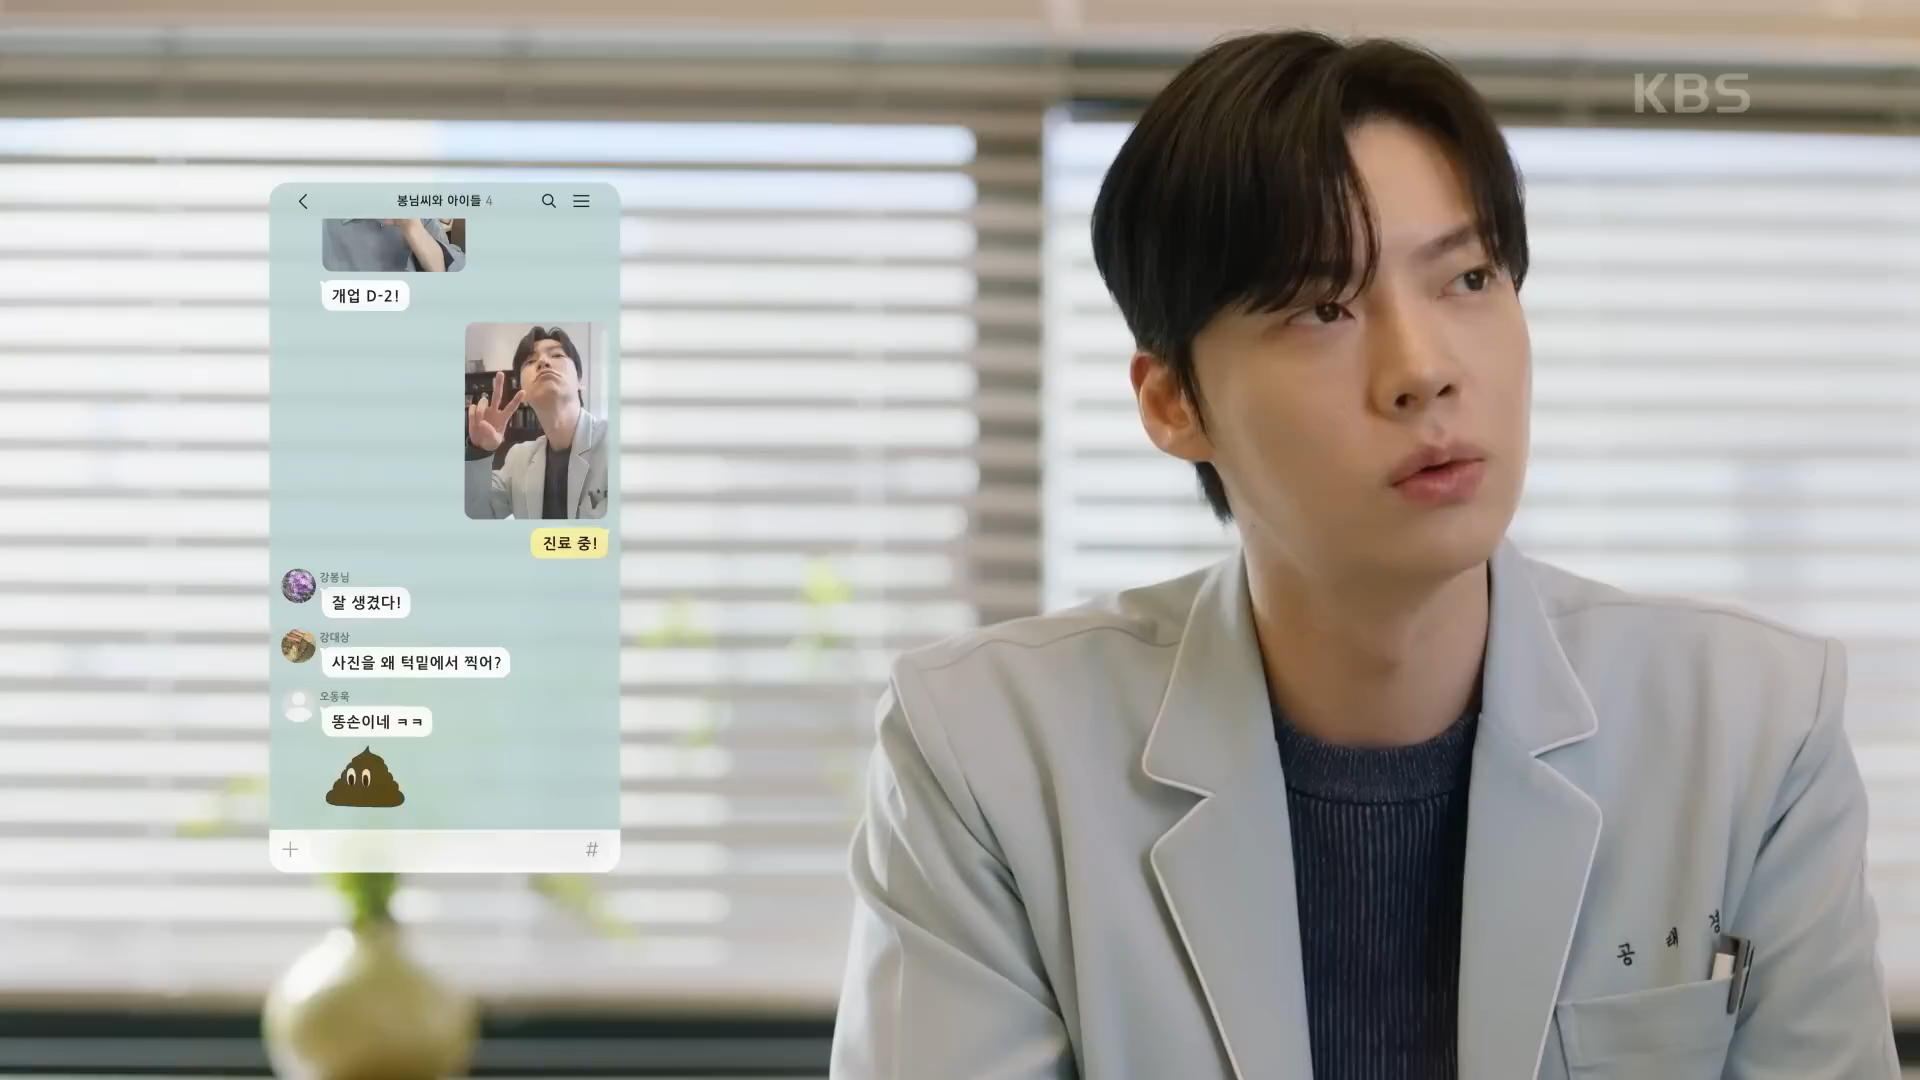 KBS
봉님씨와 아이들 4
개업 D-2!
진료 중!
강봉님
잘 생겼다!
강대상
사진을 왜 턱밑에서 찍어?
오동욱
똥손이네 ㅋㅋ
#
공태경